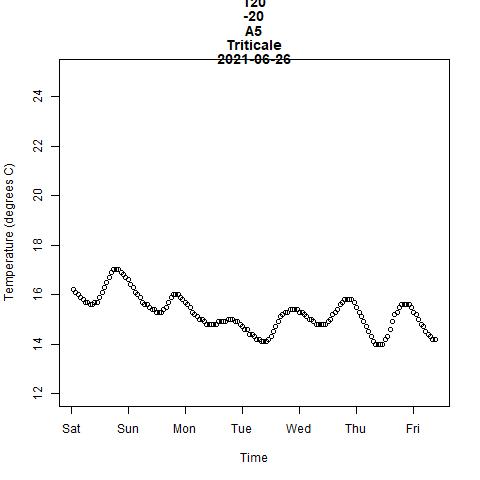 120
-20
A5
Triticale
2021-06-26
24
22
20
18
16
14
12
Temperature (degrees C)
Sat Sun Mon Tue Wed Thu Fri
Time